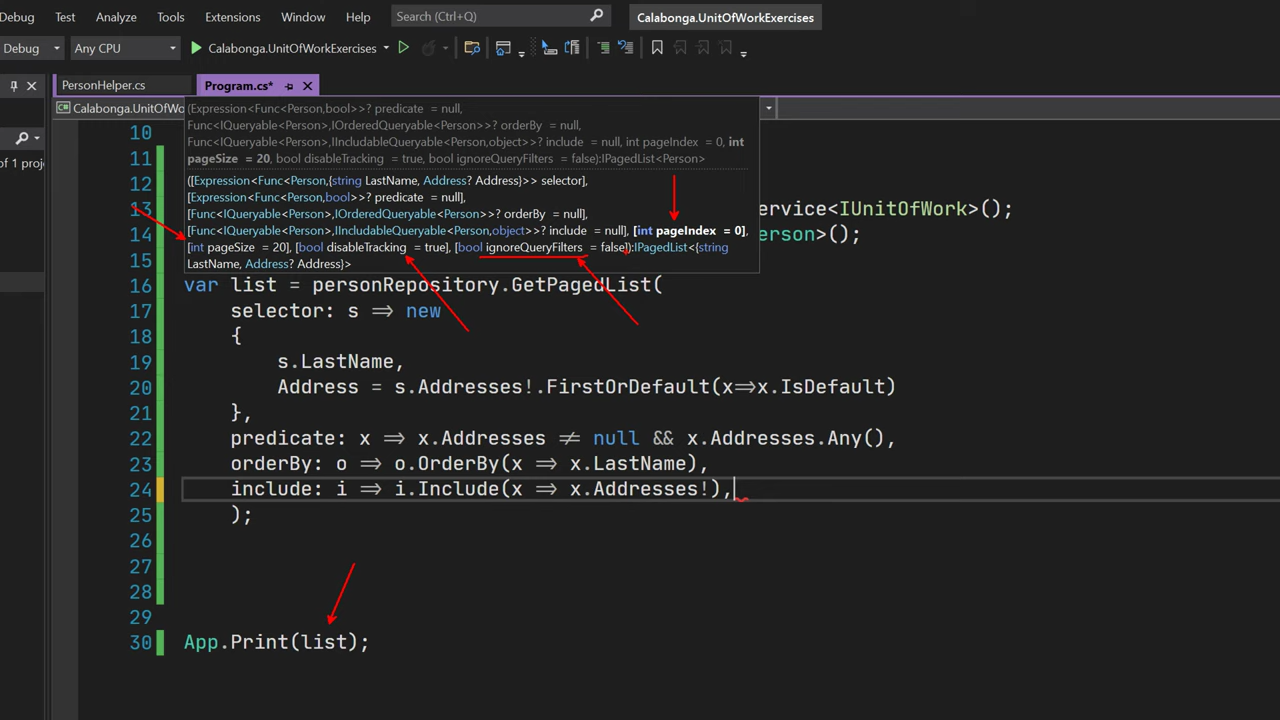 Debug Test Analyze Tools Extensions Window Help Search (Ctrl+Q) Calabonga.UnitOfWorkExercises
Debug Any CPU Calabonga.UnitOfWorkExercises
PersonHelper.cs Program.cs*
Calabonga.UnitOfWo
(Expression<Func<Person,bool>>? predicate = null,
Func<IQueryable<Person>,IOrderedQueryable<Person>>? orderBy = null,
Func<IQueryable<Person>,IIncludableQueryable<Person,object>? include = null, int pageIndex = 0, int
pageSize = 20, bool disableTracking = true, bool ignoreQueryFilters = false):IPagedList<Person>
([Expression<Func<Person,{string LastName, Address? Address}>> selector],
[Expression<Func<Person,bool>>? predicate = null],
[Func<IQueryable<Person>,IOrderedQueryable<Person>>? orderBy = null],
[Func<IQueryable<Person>,IIncludableQueryable<Person,object>? include = null], [int pageIndex = 0],
[int pageSize = 20], [bool disableTracking = true], [bool ignoreQueryFilters = false]):IPagedList<{string
LastName, Address? Address}>
of 1 proje
10
11
12
13 ervice<IUnitOfWork>();
14 erson>();
16 var list = personRepository.GetPagedList(
17 selector: s => new
18 {
19 s.LastName,
20 Address = s.Addresses!.FirstOrDefault(x=>x.IsDefault)
21 },
22 predicate: x => x.Addresses != null && x.Addresses.Any(),
23 orderBy: o => o.OrderBy(x => x.LastName),
24 include: i => i.Include(x => x.Addresses!),
25 );
26
27
28
29
30 App.Print(list);